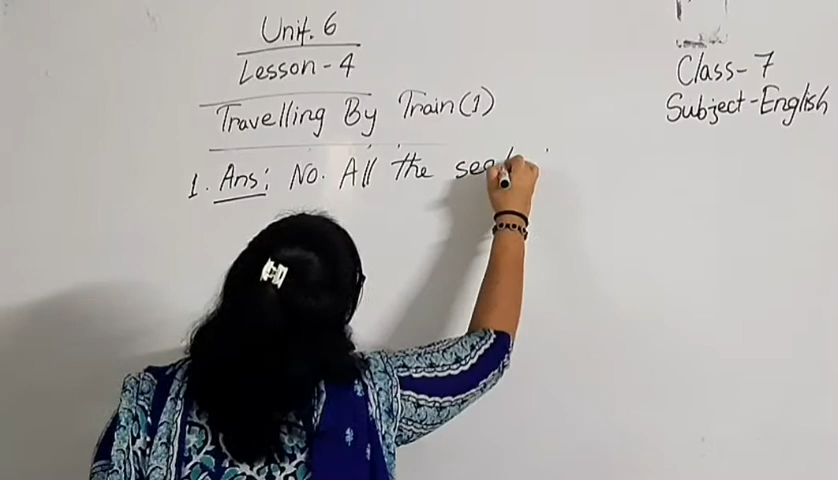 Unit. 6
Lesson - 4
Travelling By Train (1)
1. Ans: No. All the
Class - 7
Subject - English